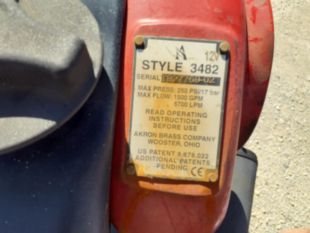 12V
STYLE 3482
SERIAL
MAX PRESS: 250 PSI/17 bar
MAX FLOW: 1500 GPM
5700 LPM
READ OPERATING
INSTRUCTIONS
BEFORE USE
AKRON BRASS COMPANY
WOOSTER, OHIO
US PATENT
ADDITIONAL PATENTS
PENDING CE